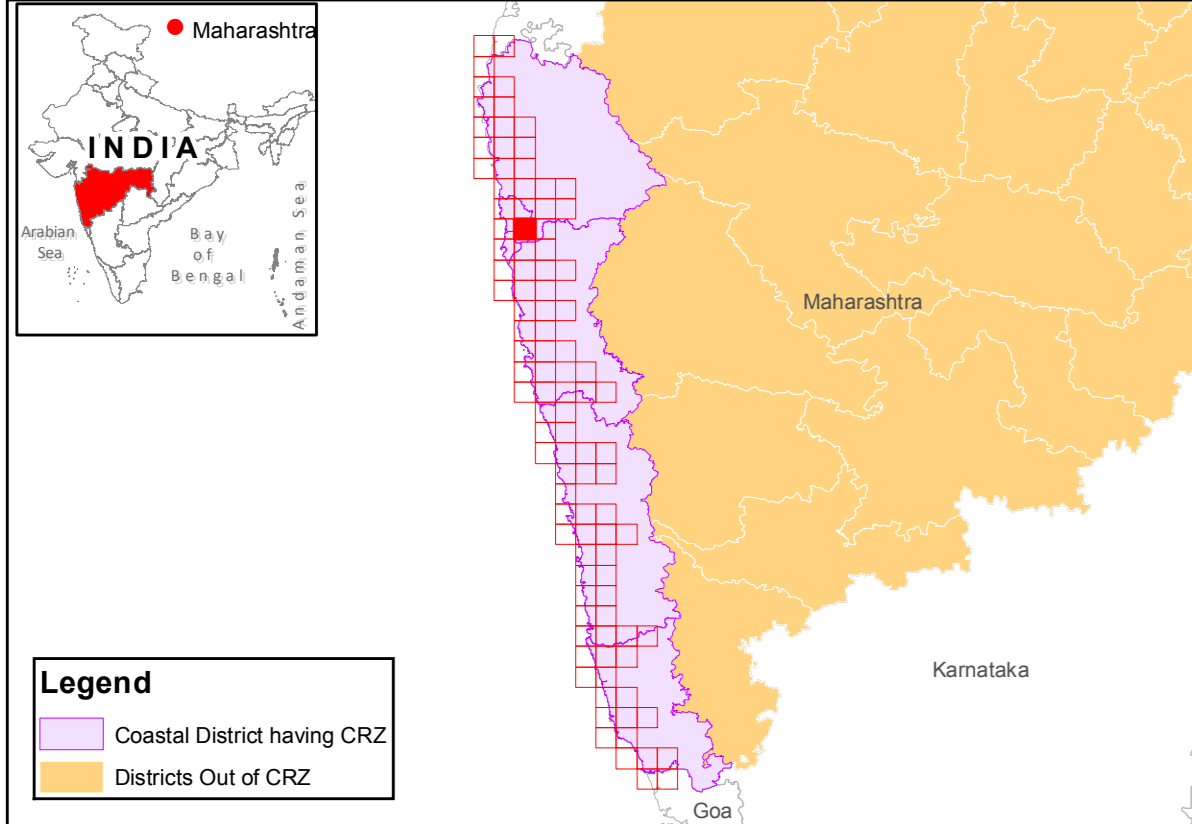 Maharashtra
INDIA
Arabian
Sea
Bay
of
Bengal
Andaman Sea
Maharashtra
Karnataka
Legend
Coastal District having CRZ
Districts Out of CRZ
Goa